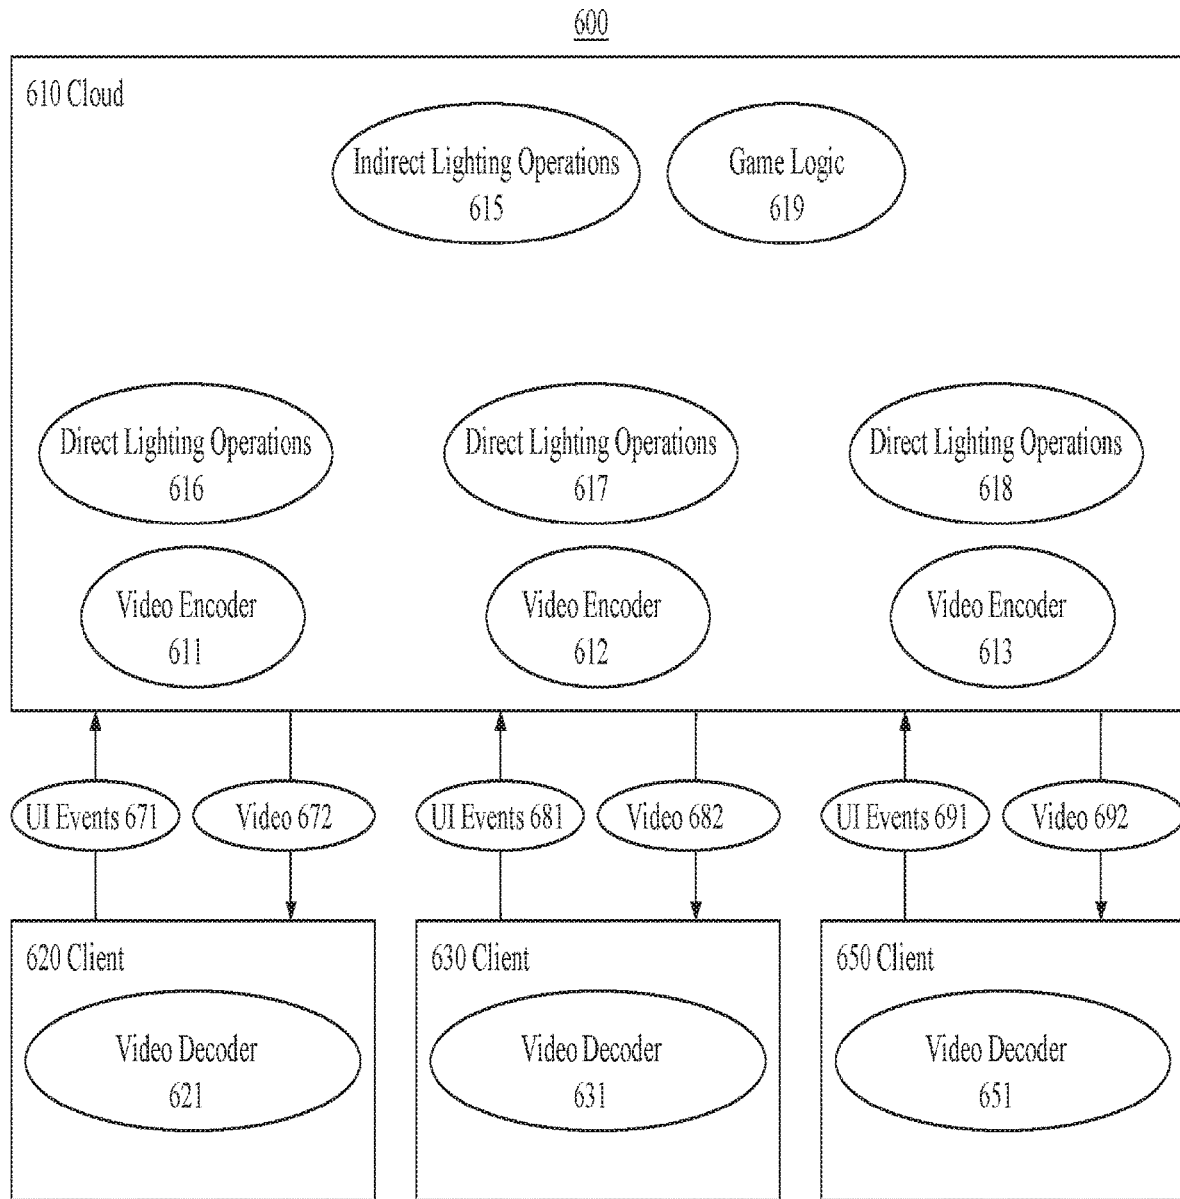 600
610 Cloud
Indirect Lighting Operations
615
Game Logic
619
Direct Lighting Operations
616
Direct Lighting Operations
617
Direct Lighting Operations
618
Video Encoder
611
Video Encoder
612
Video Encoder
613
UI Events 671
Video 672
UI Events 681
Video 682
UI Events 691
Video 692
620 Client
Video Decoder
621
630 Client
Video Decoder
631
650 Client
Video Decoder
651